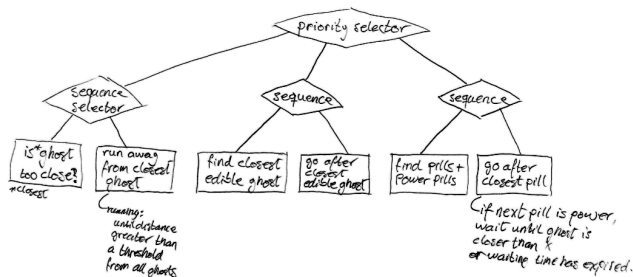 priority selector
sequence
selector
sequence
sequence
is* ghost
too close?
*closest
run away
from closest
ghost
running:
until distance
greater than
a threshold
from all ghosts
find closest
edible ghost
go after
closest
edible ghost
find pills+
power pills
go after
closest pill
if next pill is power,
wait until ghost is
closer than X
or waiting time has expired.